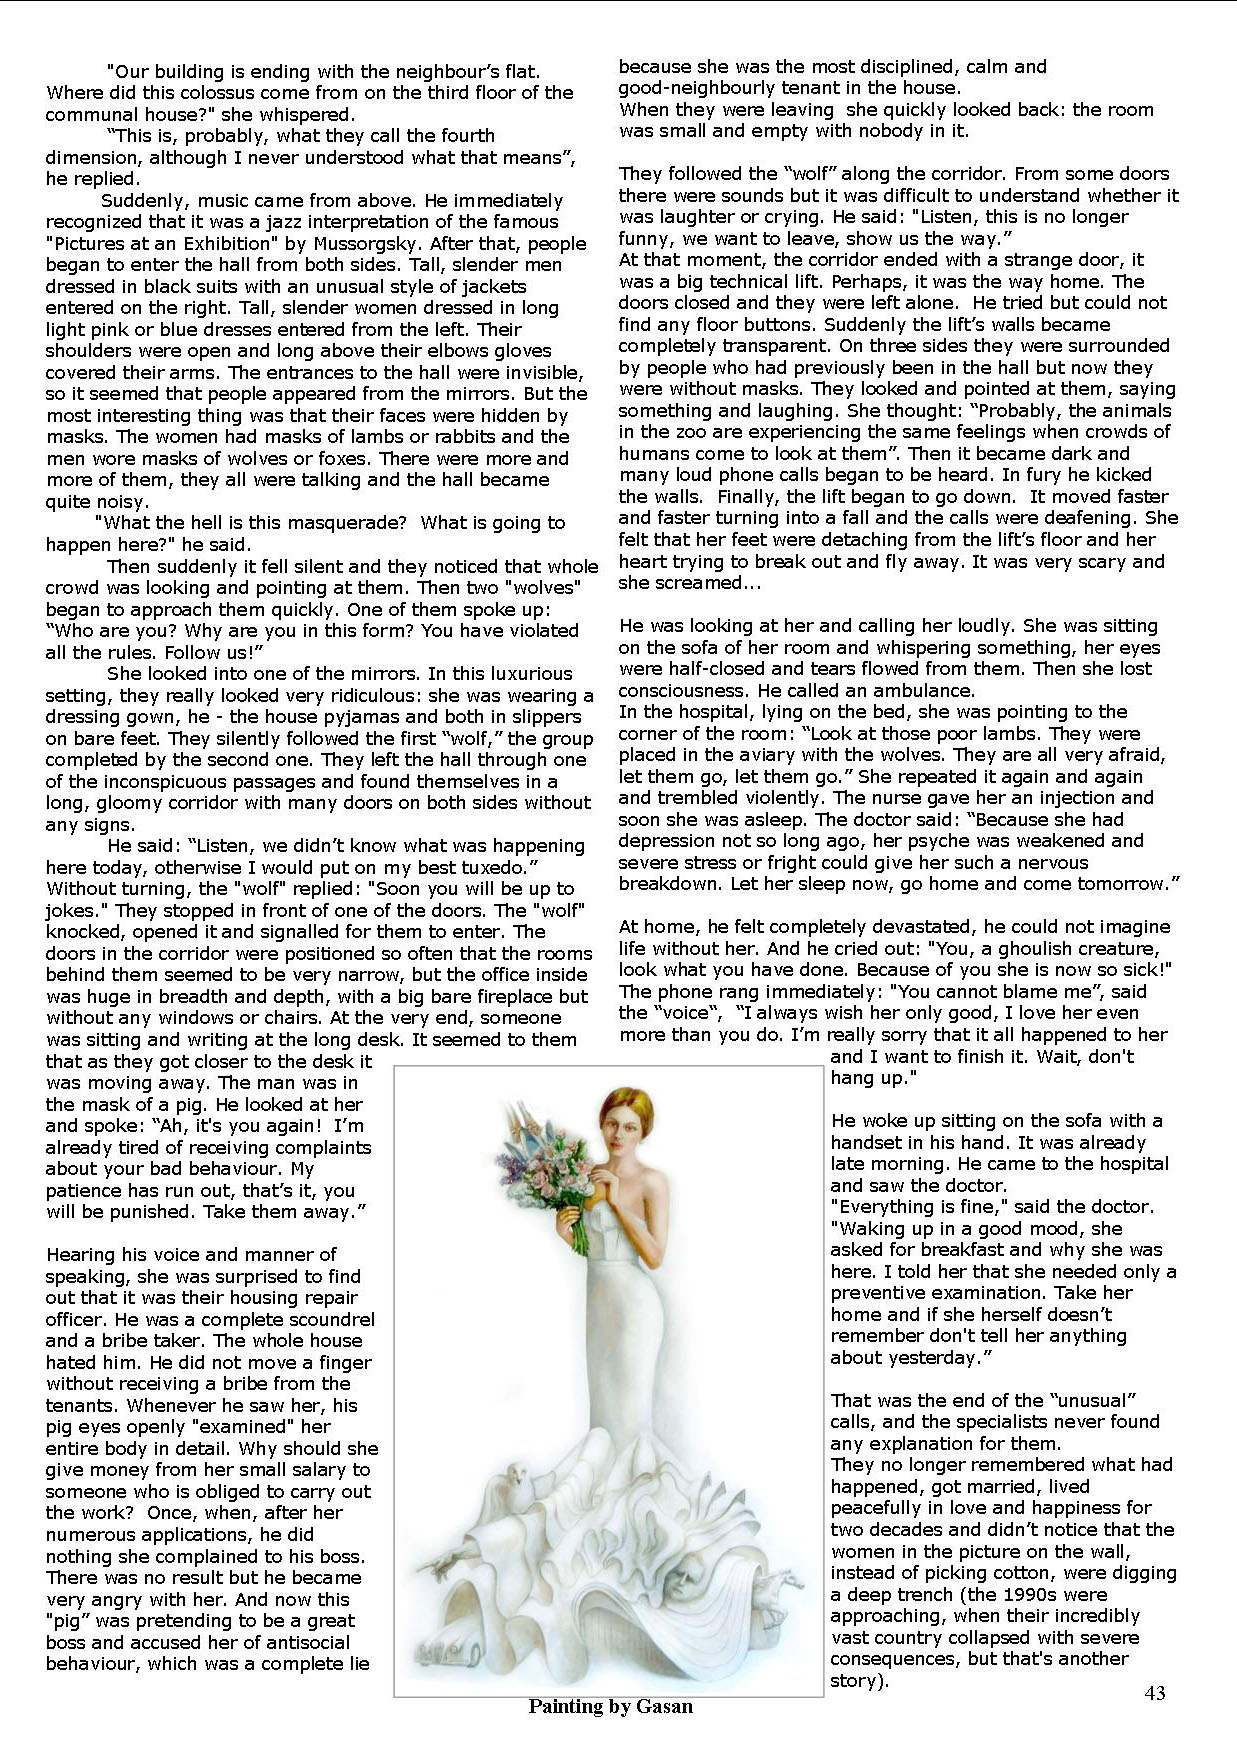 "Our building is ending with the neighbour’s flat.
Where did this colossus come from on the third floor of the
communal house?" she whispered.
“This is, probably, what they call the fourth
dimension, although I never understood what that means”,
he replied.
Suddenly, music came from above. He immediately
recognized that it was a jazz interpretation of the famous
"Pictures at an Exhibition" by Mussorgsky. After that, people
began to enter the hall from both sides. Tall, slender men
dressed in black suits with an unusual style of jackets
entered on the right. Tall, slender women dressed in long
light pink or blue dresses entered from the left. Their
shoulders were open and long above their elbows gloves
covered their arms. The entrances to the hall were invisible,
so it seemed that people appeared from the mirrors. But the
most interesting thing was that their faces were hidden by
masks. The women had masks of lambs or rabbits and the
men wore masks of wolves or foxes. There were more and
more of them, they all were talking and the hall became
quite noisy.
"What the hell is this masquerade?  What is going to
happen here?" he said.
Then suddenly it fell silent and they noticed that whole
crowd was looking and pointing at them. Then two "wolves"
began to approach them quickly. One of them spoke up:
“Who are you? Why are you in this form? You have violated
all the rules. Follow us!”
She looked into one of the mirrors. In this luxurious
setting, they really looked very ridiculous: she was wearing a
dressing gown, he - the house pyjamas and both in slippers
on bare feet. They silently followed the first “wolf,” the group
completed by the second one. They left the hall through one
of the inconspicuous passages and found themselves in a
long, gloomy corridor with many doors on both sides without
any signs.
He said: “Listen, we didn’t know what was happening
here today, otherwise I would put on my best tuxedo.”
Without turning, the "wolf" replied: "Soon you will be up to
jokes." They stopped in front of one of the doors. The "wolf"
knocked, opened it and signalled for them to enter. The
doors in the corridor were positioned so often that the rooms
behind them seemed to be very narrow, but the office inside
was huge in breadth and depth, with a big bare fireplace but
without any windows or chairs. At the very end, someone
was sitting and writing at the long desk. It seemed to them
that as they got closer to the desk it
was moving away. The man was in
the mask of a pig. He looked at her
and spoke: “Ah, it's you again!  I’m
already tired of receiving complaints
about your bad behaviour. My
patience has run out, that’s it, you
will be punished. Take them away.”
Hearing his voice and manner of
speaking, she was surprised to find
out that it was their housing repair
officer. He was a complete scoundrel
and a bribe taker. The whole house
hated him. He did not move a finger
without receiving a bribe from the
tenants. Whenever he saw her, his
pig eyes openly "examined" her
entire body in detail. Why should she
give money from her small salary to
someone who is obliged to carry out
the work?  Once, when, after her
numerous applications, he did
nothing she complained to his boss.
There was no result but he became
very angry with her. And now this
"pig” was pretending to be a great
boss and accused her of antisocial
behaviour, which was a complete lie
because she was the most disciplined, calm and
good-neighbourly tenant in the house.
When they were leaving  she quickly looked back: the room
was small and empty with nobody in it.
They followed the “wolf” along the corridor. From some doors
there were sounds but it was difficult to understand whether it
was laughter or crying. He said: "Listen, this is no longer
funny, we want to leave, show us the way.”
At that moment, the corridor ended with a strange door, it
was a big technical lift. Perhaps, it was the way home. The
doors closed and they were left alone.  He tried but could not
find any floor buttons. Suddenly the lift’s walls became
completely transparent. On three sides they were surrounded
by people who had previously been in the hall but now they
were without masks. They looked and pointed at them, saying
something and laughing. She thought: “Probably, the animals
in the zoo are experiencing the same feelings when crowds of
humans come to look at them”. Then it became dark and
many loud phone calls began to be heard. In fury he kicked
the walls.  Finally, the lift began to go down.  It moved faster
and faster turning into a fall and the calls were deafening. She
felt that her feet were detaching from the lift’s floor and her
heart trying to break out and fly away. It was very scary and
she screamed...
He was looking at her and calling her loudly. She was sitting
on the sofa of her room and whispering something, her eyes
were half-closed and tears flowed from them. Then she lost
consciousness. He called an ambulance.
In the hospital, lying on the bed, she was pointing to the
corner of the room: “Look at those poor lambs. They were
placed in the aviary with the wolves. They are all very afraid,
let them go, let them go.” She repeated it again and again
and trembled violently. The nurse gave her an injection and
soon she was asleep. The doctor said: “Because she had
depression not so long ago, her psyche was weakened and
severe stress or fright could give her such a nervous
breakdown. Let her sleep now, go home and come tomorrow.”
At home, he felt completely devastated, he could not imagine
life without her. And he cried out: "You, a ghoulish creature,
look what you have done. Because of you she is now so sick!"
The phone rang immediately: "You cannot blame me”, said
the “voice“,  “I always wish her only good, I love her even
more than you do. I’m really sorry that it all happened to her
and I want to finish it. Wait, don't
hang up."
He woke up sitting on the sofa with a
handset in his hand. It was already
late morning. He came to the hospital
and saw the doctor.
"Everything is fine," said the doctor.
"Waking up in a good mood, she
asked for breakfast and why she was
here. I told her that she needed only a
preventive examination. Take her
home and if she herself doesn’t
remember don't tell her anything
about yesterday.”
That was the end of the “unusual”
calls, and the specialists never found
any explanation for them.
They no longer remembered what had
happened, got married, lived
peacefully in love and happiness for
two decades and didn’t notice that the
women in the picture on the wall,
instead of picking cotton, were digging
a deep trench (the 1990s were
approaching, when their incredibly
vast country collapsed with severe
consequences, but that's another
story).
Painting by Gasan
43